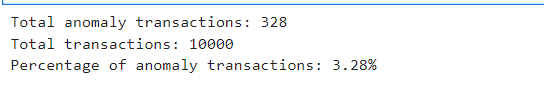 Total anomaly transactions: 328
Total transactions: 10000
Percentage of anomaly transactions: 3.28%